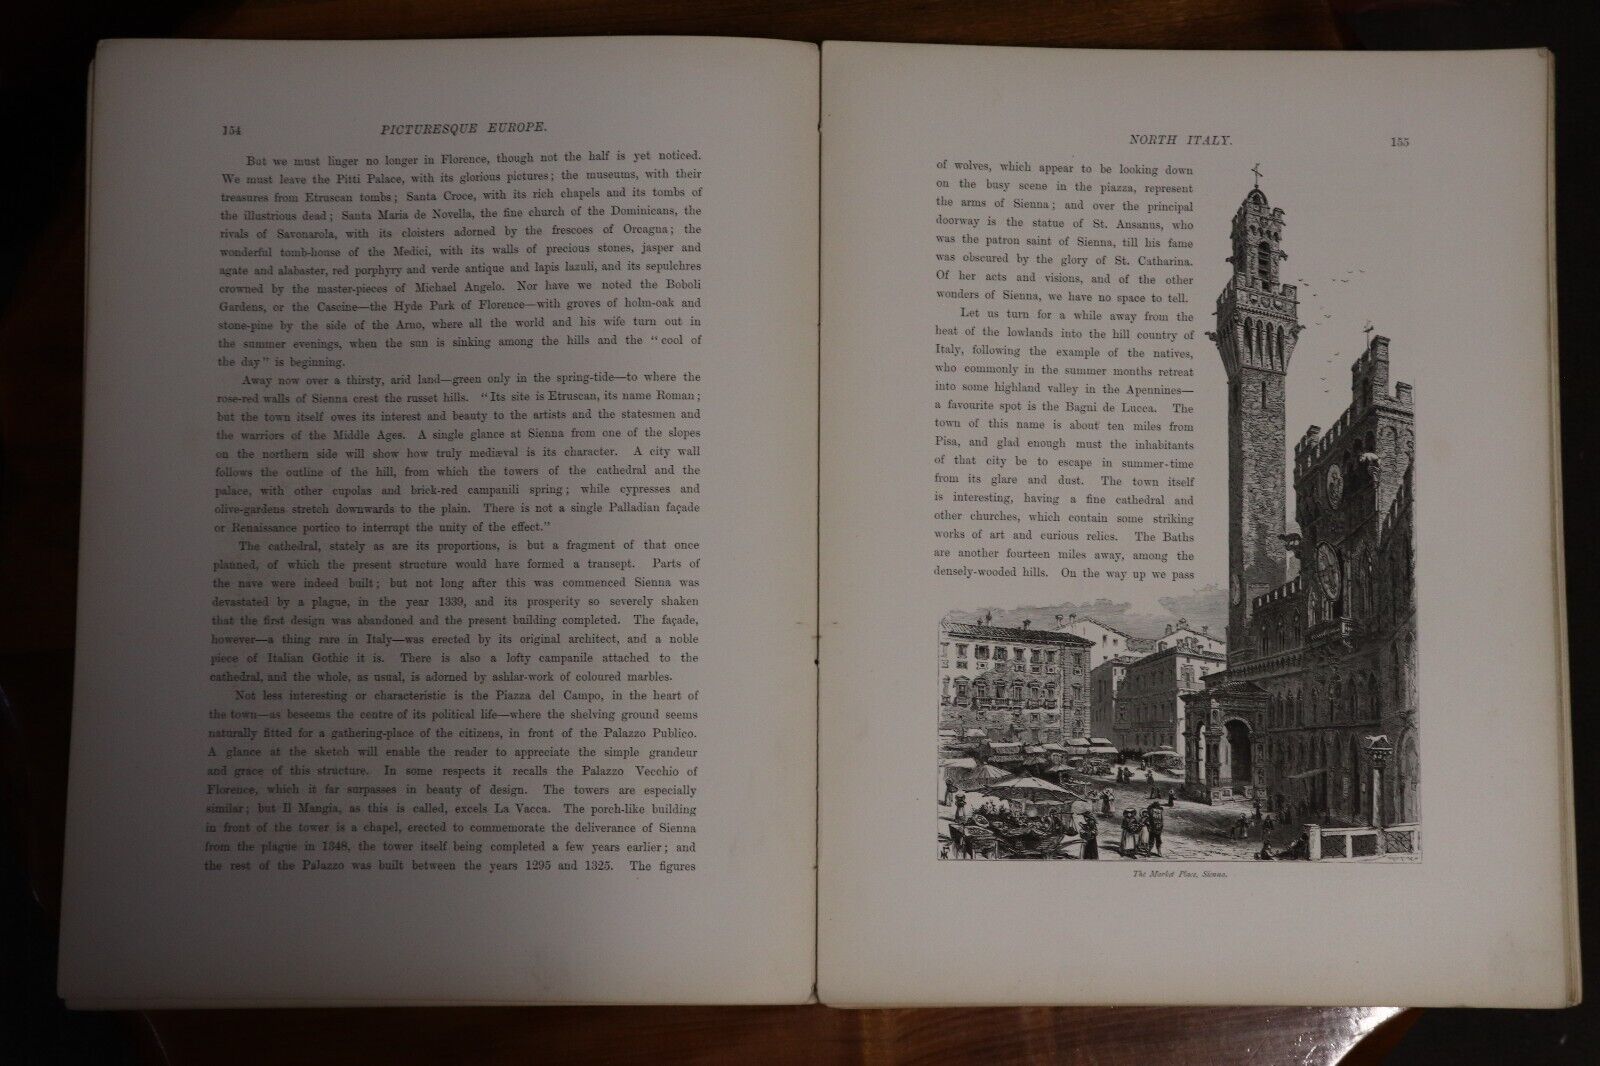 154
PICTURESQUE EUROPE.
But we must linger no longer in Florence, though not the half is yet noticed.
We must leave the Pitti Palace, with its glorious pictures; the museums, with their
treasures from Etruscan tombs; Santa Croce, with its rich chapels and its tombs of
the illustrious dead; Santa Maria de Novella, the fine church of the Dominicans, the
rivals of Savonarola, with its cloisters adorned by the frescoes of Orcagna; the
wonderful tomb-house of the Medici, with its walls of precious stones, jasper and
agate and alabaster, red porphyry and verde antique and lapis lazuli, and its sepulchres
crowned by the master-pieces of Michael Angelo. Nor have we noted the Boboli
Gardens, or the Cascine—the Hyde Park of Florence—with groves of holm-oak and
stone-pine by the side of the Arno, where all the world and his wife turn out in
the summer evenings, when the sun is sinking among the hills and the "cool of
the day" is beginning.
Away now over a thirsty, arid land—green only in the spring-tide—to where the
rose-red walls of Sienna crest the russet hills. "Its site is Etruscan, its name Roman;
but the town itself owes its interest and beauty to the artists and the statesmen and
the warriors of the Middle Ages. A single glance at Sienna from one of the slopes
on the northern side will show how truly mediæval is its character. A city wall
follows the outline of the hill, from which the towers of the cathedral and the
palace, with other cupolas and brick-red campanili spring; while cypresses and
olive-gardens stretch downwards to the plain. There is not a single Palladian façade
or Renaissance portico to interrupt the unity of the effect."
The cathedral, stately as are its proportions, is but a fragment of that once
planned, of which the present structure would have formed a transept. Parts of
the nave were indeed built; but not long after this was commenced Sienna was
devastated by a plague, in the year 1339, and its prosperity so severely shaken
that the first design was abandoned and the present building completed. The façade,
however—a thing rare in Italy—was erected by its original architect, and a noble
piece of Italian Gothic it is. There is also a lofty campanile attached to the
cathedral, and the whole, as usual, is adorned by ashlar-work of coloured marbles.
Not less interesting or characteristic is the Piazza del Campo, in the heart of
the town—as beseems the centre of its political life—where the shelving ground seems
naturally fitted for a gathering-place of the citizens, in front of the Palazzo Publico.
A glance at the sketch will enable the reader to appreciate the simple grandeur
and grace of this structure. In some respects it recalls the Palazzo Vecchio of
Florence, which it far surpasses in beauty of design. The towers are especially
similar; but Il Mangia, as this is called, excels La Vacca. The porch-like building
in front of the tower is a chapel, erected to commemorate the deliverance of Sienna
from the plague in 1348, the tower itself being completed a few years earlier; and
the rest of the Palazzo was built between the years 1295 and 1325. The figures
NORTH ITALY.
155
of wolves, which appear to be looking down
on the busy scene in the piazza, represent
the arms of Sienna; and over the principal
doorway is the statue of St. Ansanus, who
was the patron saint of Sienna, till his fame
was obscured by the glory of St. Catharina.
Of her acts and visions, and of the other
wonders of Sienna, we have no space to tell.
Let us turn for a while away from the
heat of the lowlands into the hill country of
Italy, following the example of the natives,
who commonly in the summer months retreat
into some highland valley in the Apennines—
a favourite spot is the Bagni de Lucca. The
town of this name is about ten miles from
Pisa, and glad enough must the inhabitants
of that city be to escape in summer-time
from its glare and dust. The town itself
is interesting, having a fine cathedral and
other churches, which contain some striking
works of art and curious relics. The Baths
are another fourteen miles away, among the
densely-wooded hills. On the way up we pass
The Market Place, Sienna.